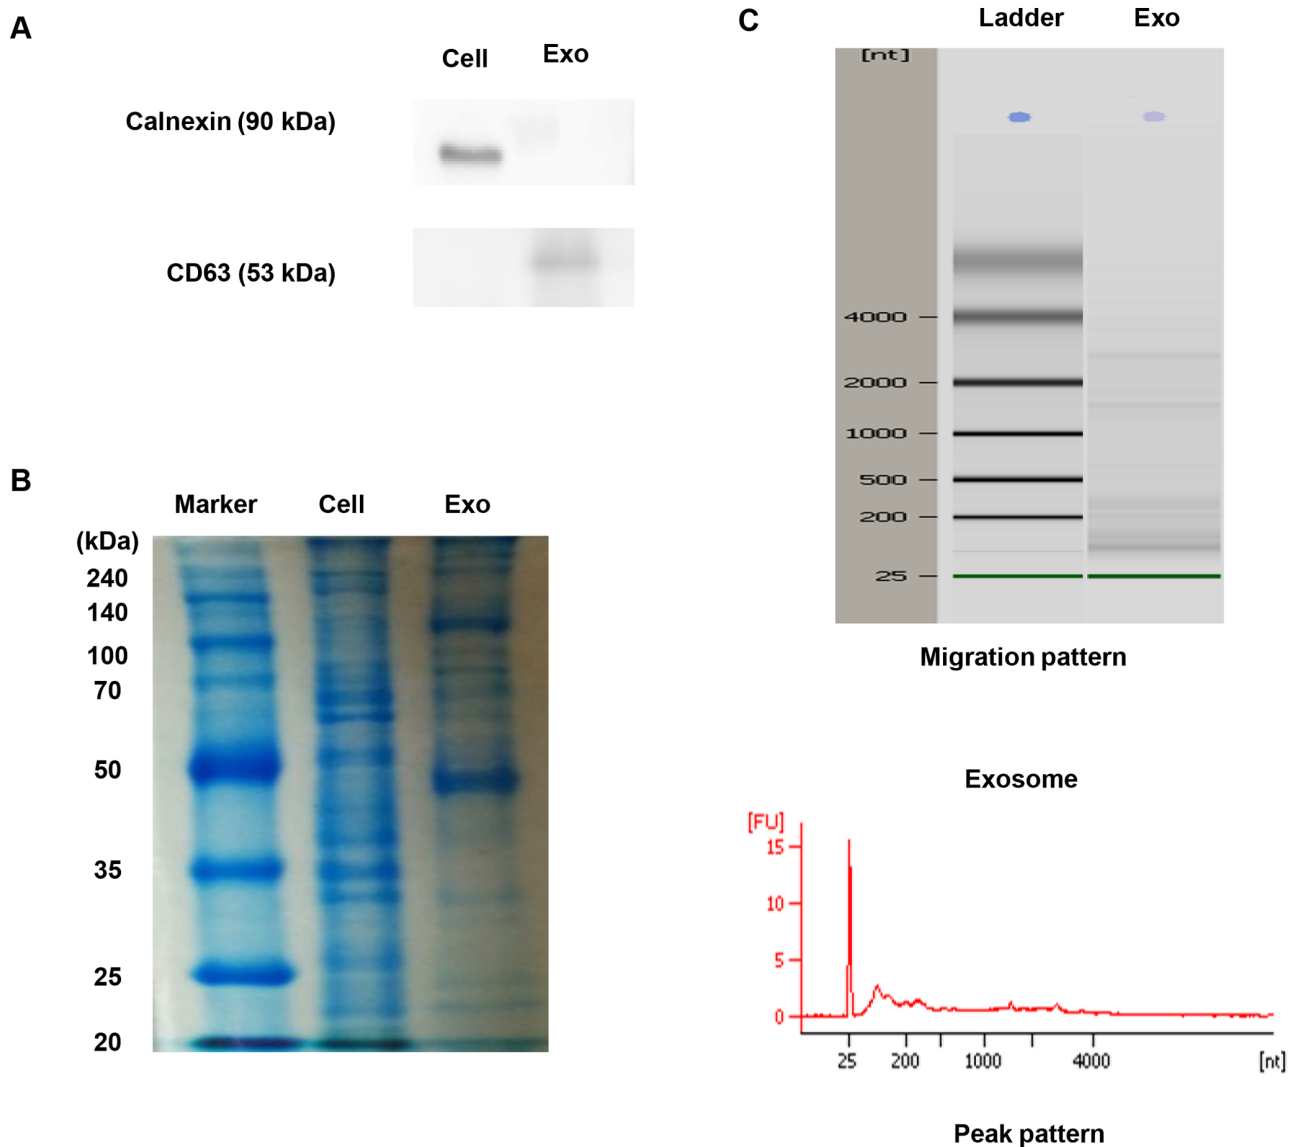 A
Cell
Exo
Calnexin (90 kDa)
CD63 (53 kDa)
B
Marker
Cell
Exo
(kDa)
240
140
100
70
50
35
25
20
C
Ladder
Exo
[nt]
4000
2000
1000
500
200
25
Migration pattern
Exosome
[FU]
15
10
5
0
25
200
1000
4000
[nt]
Peak pattern